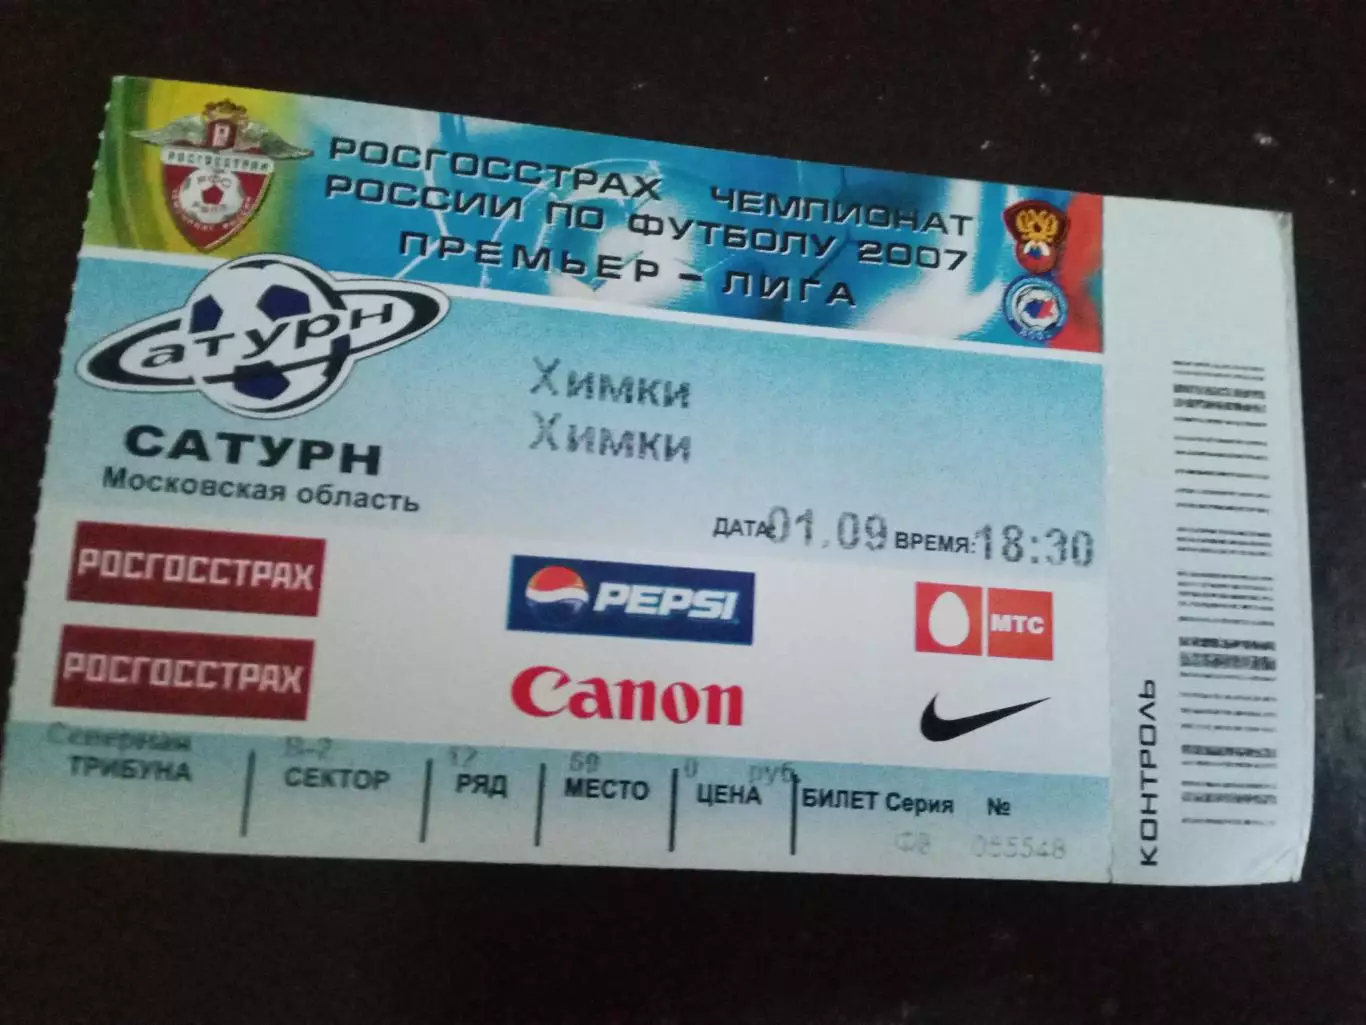 РОСГОССТРАХ ЧЕМПИОНАТ
РОССИИ ПО ФУТБОЛУ 2007
ПРЕМЬЕР – ЛИГА
РОСГОССТРАХ
Сатурн
САТУРН
Московская область
Химки
Химки
ДАТА: 01.09 ВРЕМЯ: 18:30
РОСГОССТРАХ
PEPSI
МТС
РОСГОССТРАХ
Canon
Северная 12 0 руб.
ТРИБУНА СЕКТОР РЯД МЕСТО ЦЕНА БИЛЕТ Серия №
055548
КОНТРОЛЬ